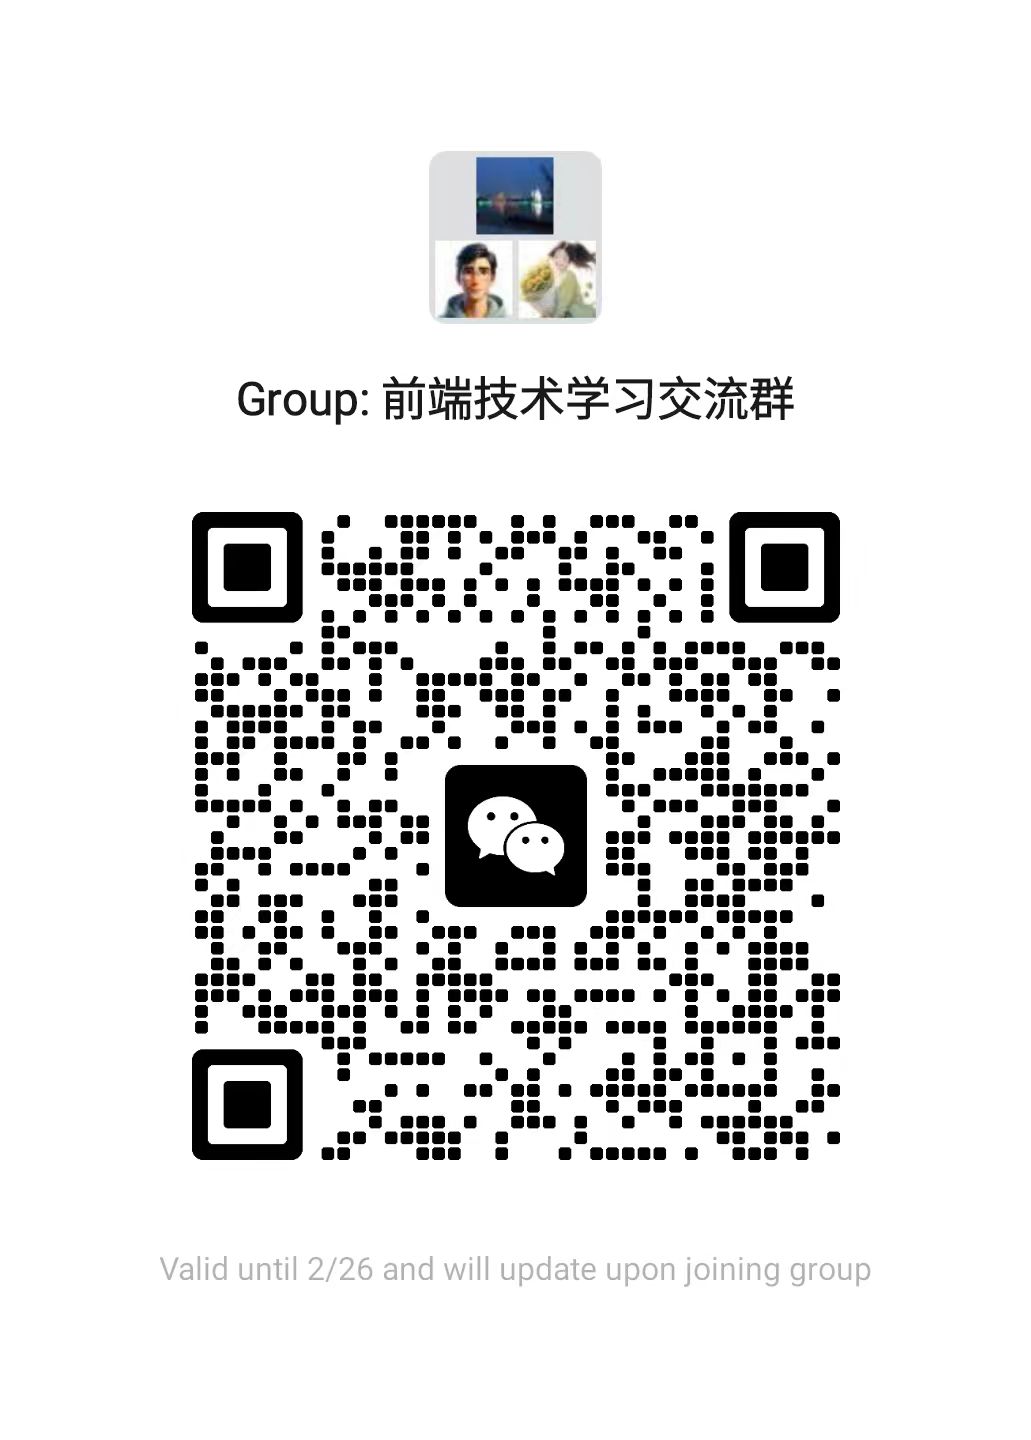 Group: 前端技术学习交流群
Valid until 2/26 and will update upon joining group